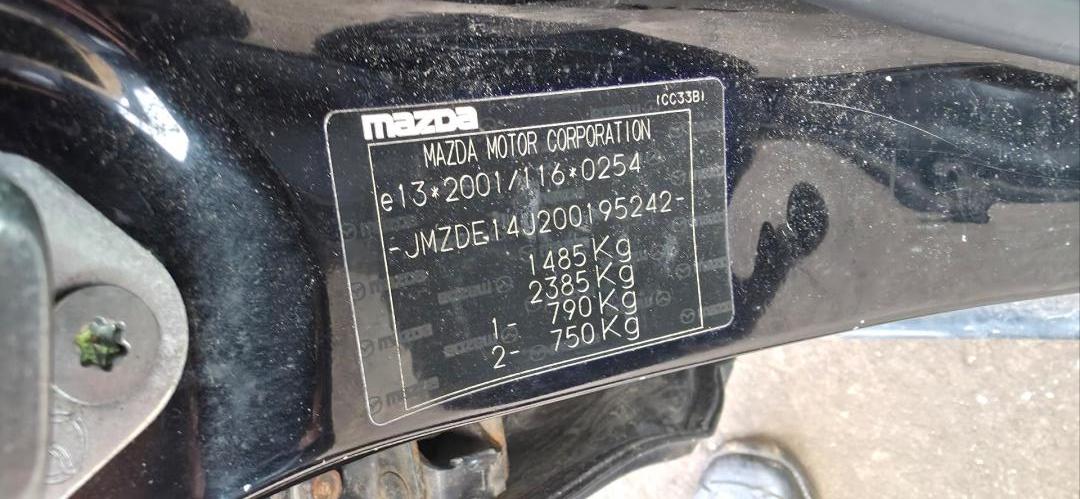 mazda
(CC33B)
MAZDA MOTOR CORPORATION
e13*2001/116*0254
-JMZDE14J200195242-
1485Kg
2385Kg
1- 790Kg
2- 750Kg